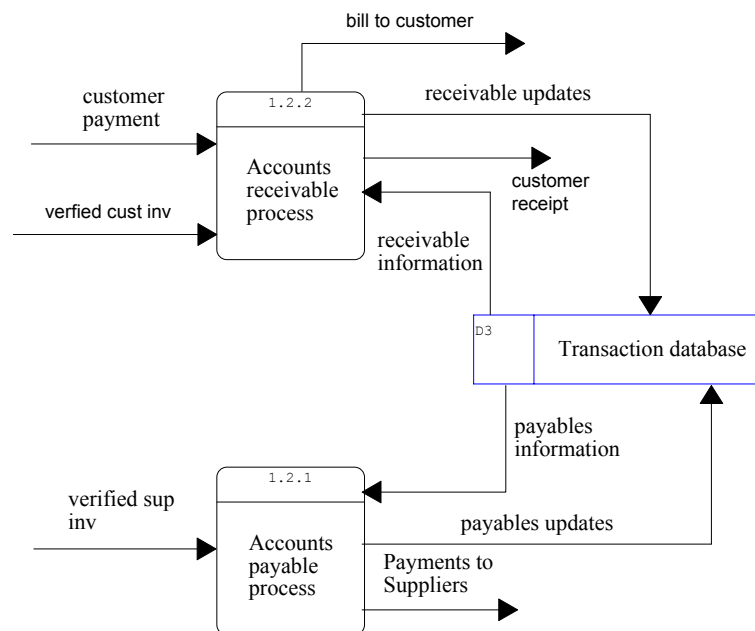 bill to customer
1.2.2
customer
payment
receivable updates
Accounts
receivable
process
customer
receipt
verfied cust inv
receivable
information
D3
Transaction database
payables
information
1.2.1
verified sup
inv
payables updates
Accounts
payable
process
Payments to
Suppliers